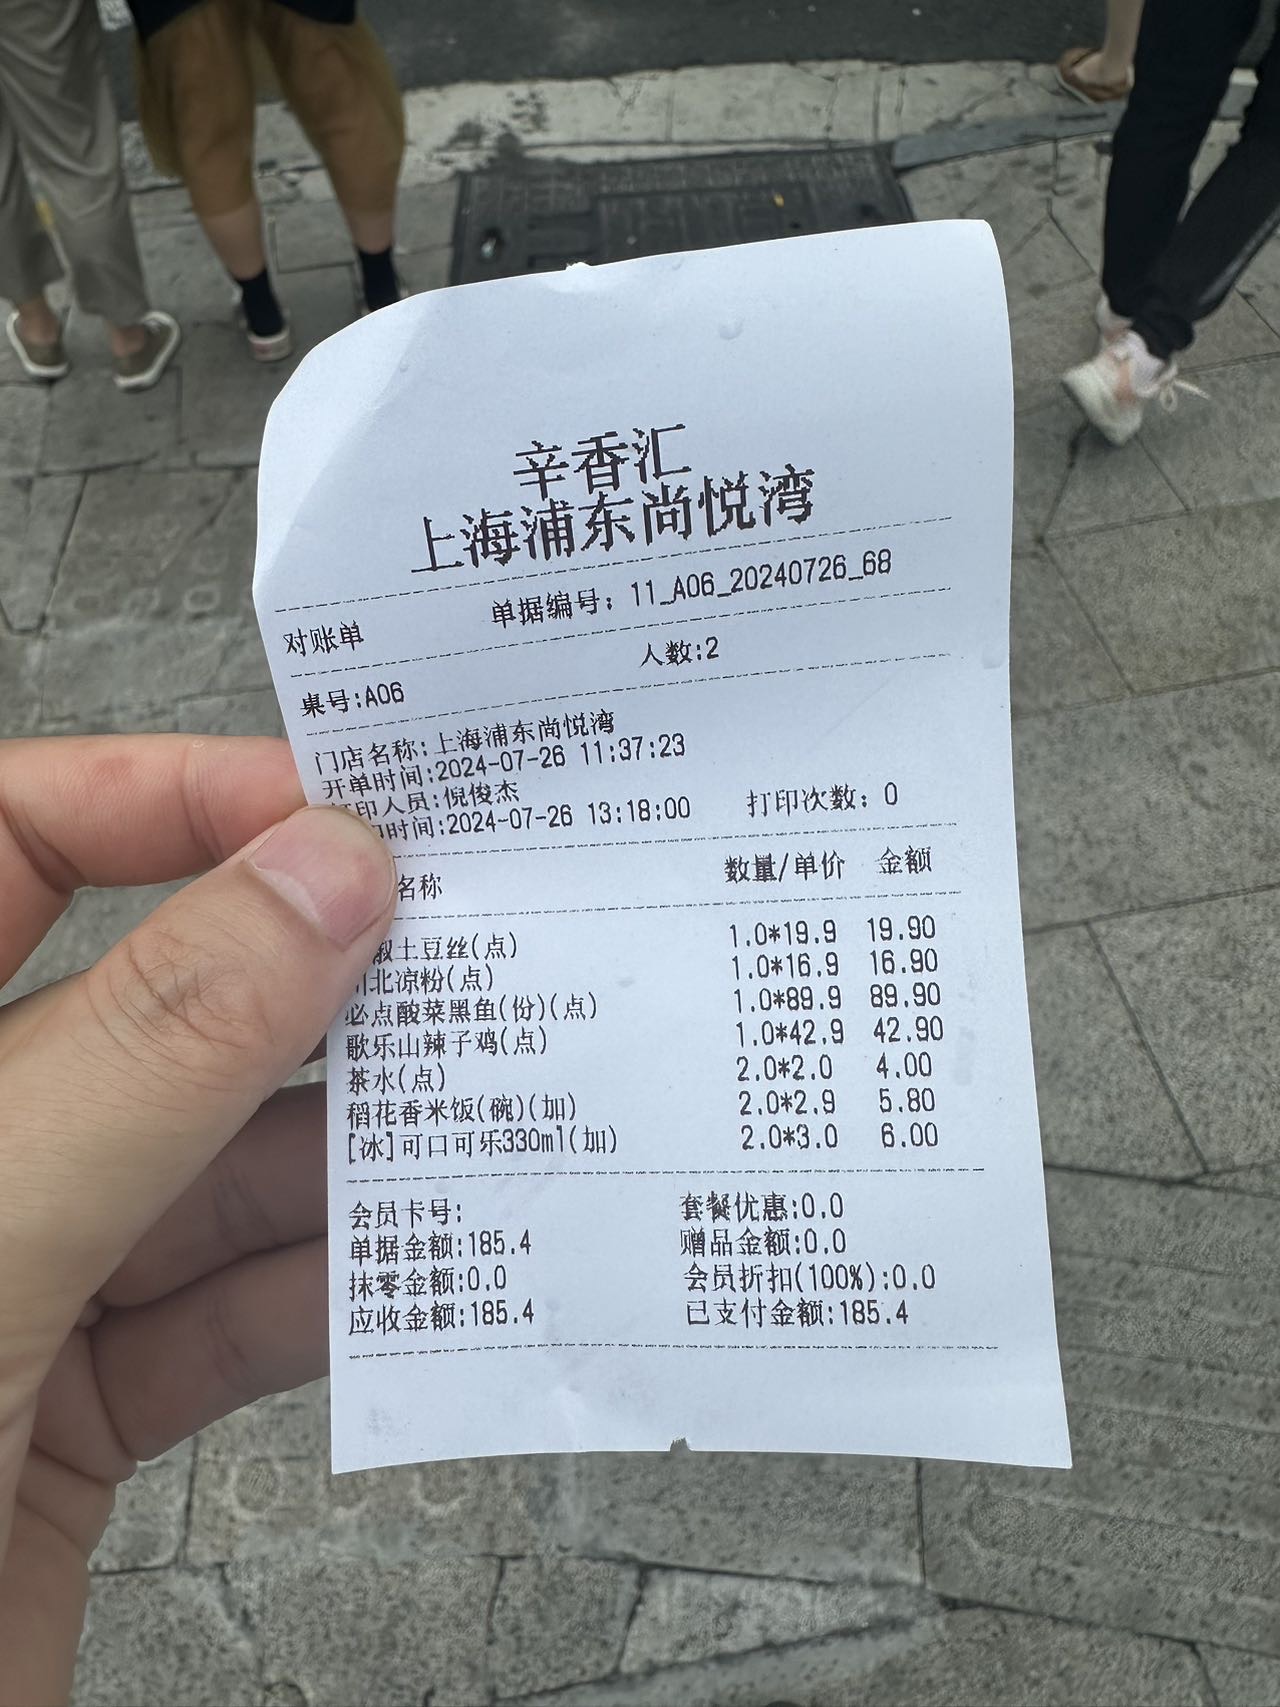 辛香汇
上海浦东尚悦湾
对账单 单据编号：11_A06_20240726_68
桌号:A06 人数:2
门店名称:上海浦东尚悦湾
开单时间:2024-07-26 11:37:23
印人员:倪俊杰
时间:2024-07-26 13:18:00 打印次数：0
名称 数量/单价 金额
椒土豆丝(点) 1.0*19.9 19.90
北凉粉(点) 1.0*16.9 16.90
必点酸菜黑鱼(份)(点) 1.0*89.9 89.90
歌乐山辣子鸡(点) 1.0*42.9 42.90
茶水(点) 2.0*2.0 4.00
稻花香米饭(碗)(加) 2.0*2.9 5.80
[冰]可口可乐330ml(加) 2.0*3.0 6.00
会员卡号: 套餐优惠:0.0
单据金额:185.4 赠品金额:0.0
抹零金额:0.0 会员折扣(100%):0.0
应收金额:185.4 已支付金额:185.4